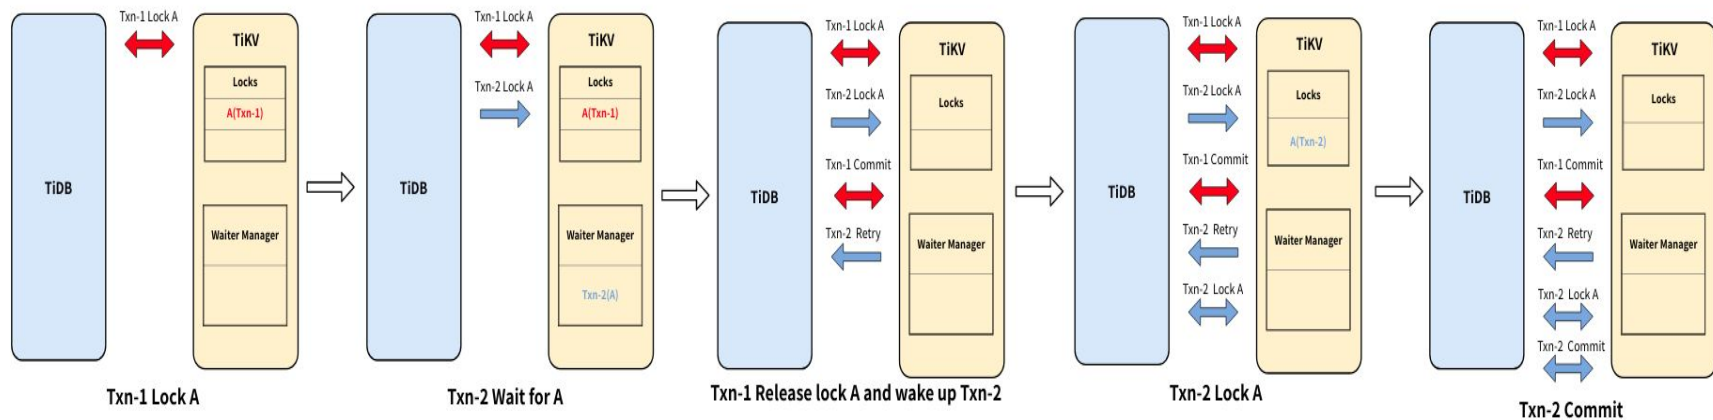 Txn-1 Lock A
TiDB
TiKV
Locks
A(Txn-1)
Waiter Manager
Txn-1 Lock A
Txn-1 Lock A
Txn-2 Lock A
TiDB
TiKV
Locks
A(Txn-1)
Waiter Manager
Txn-2(A)
Txn-2 Wait for A
Txn-1 Lock A
Txn-2 Lock A
Txn-1 Commit
Txn-2 Retry
TiDB
TiKV
Locks
Waiter Manager
Txn-1 Release lock A and wake up Txn-2
Txn-1 Lock A
Txn-2 Lock A
Txn-1 Commit
Txn-2 Retry
Txn-2 Lock A
TiDB
TiKV
Locks
A(Txn-2)
Waiter Manager
Txn-2 Lock A
Txn-1 Lock A
Txn-2 Lock A
Txn-1 Commit
Txn-2 Retry
Txn-2 Lock A
Txn-2 Commit
TiDB
TiKV
Locks
Waiter Manager
Txn-2 Commit